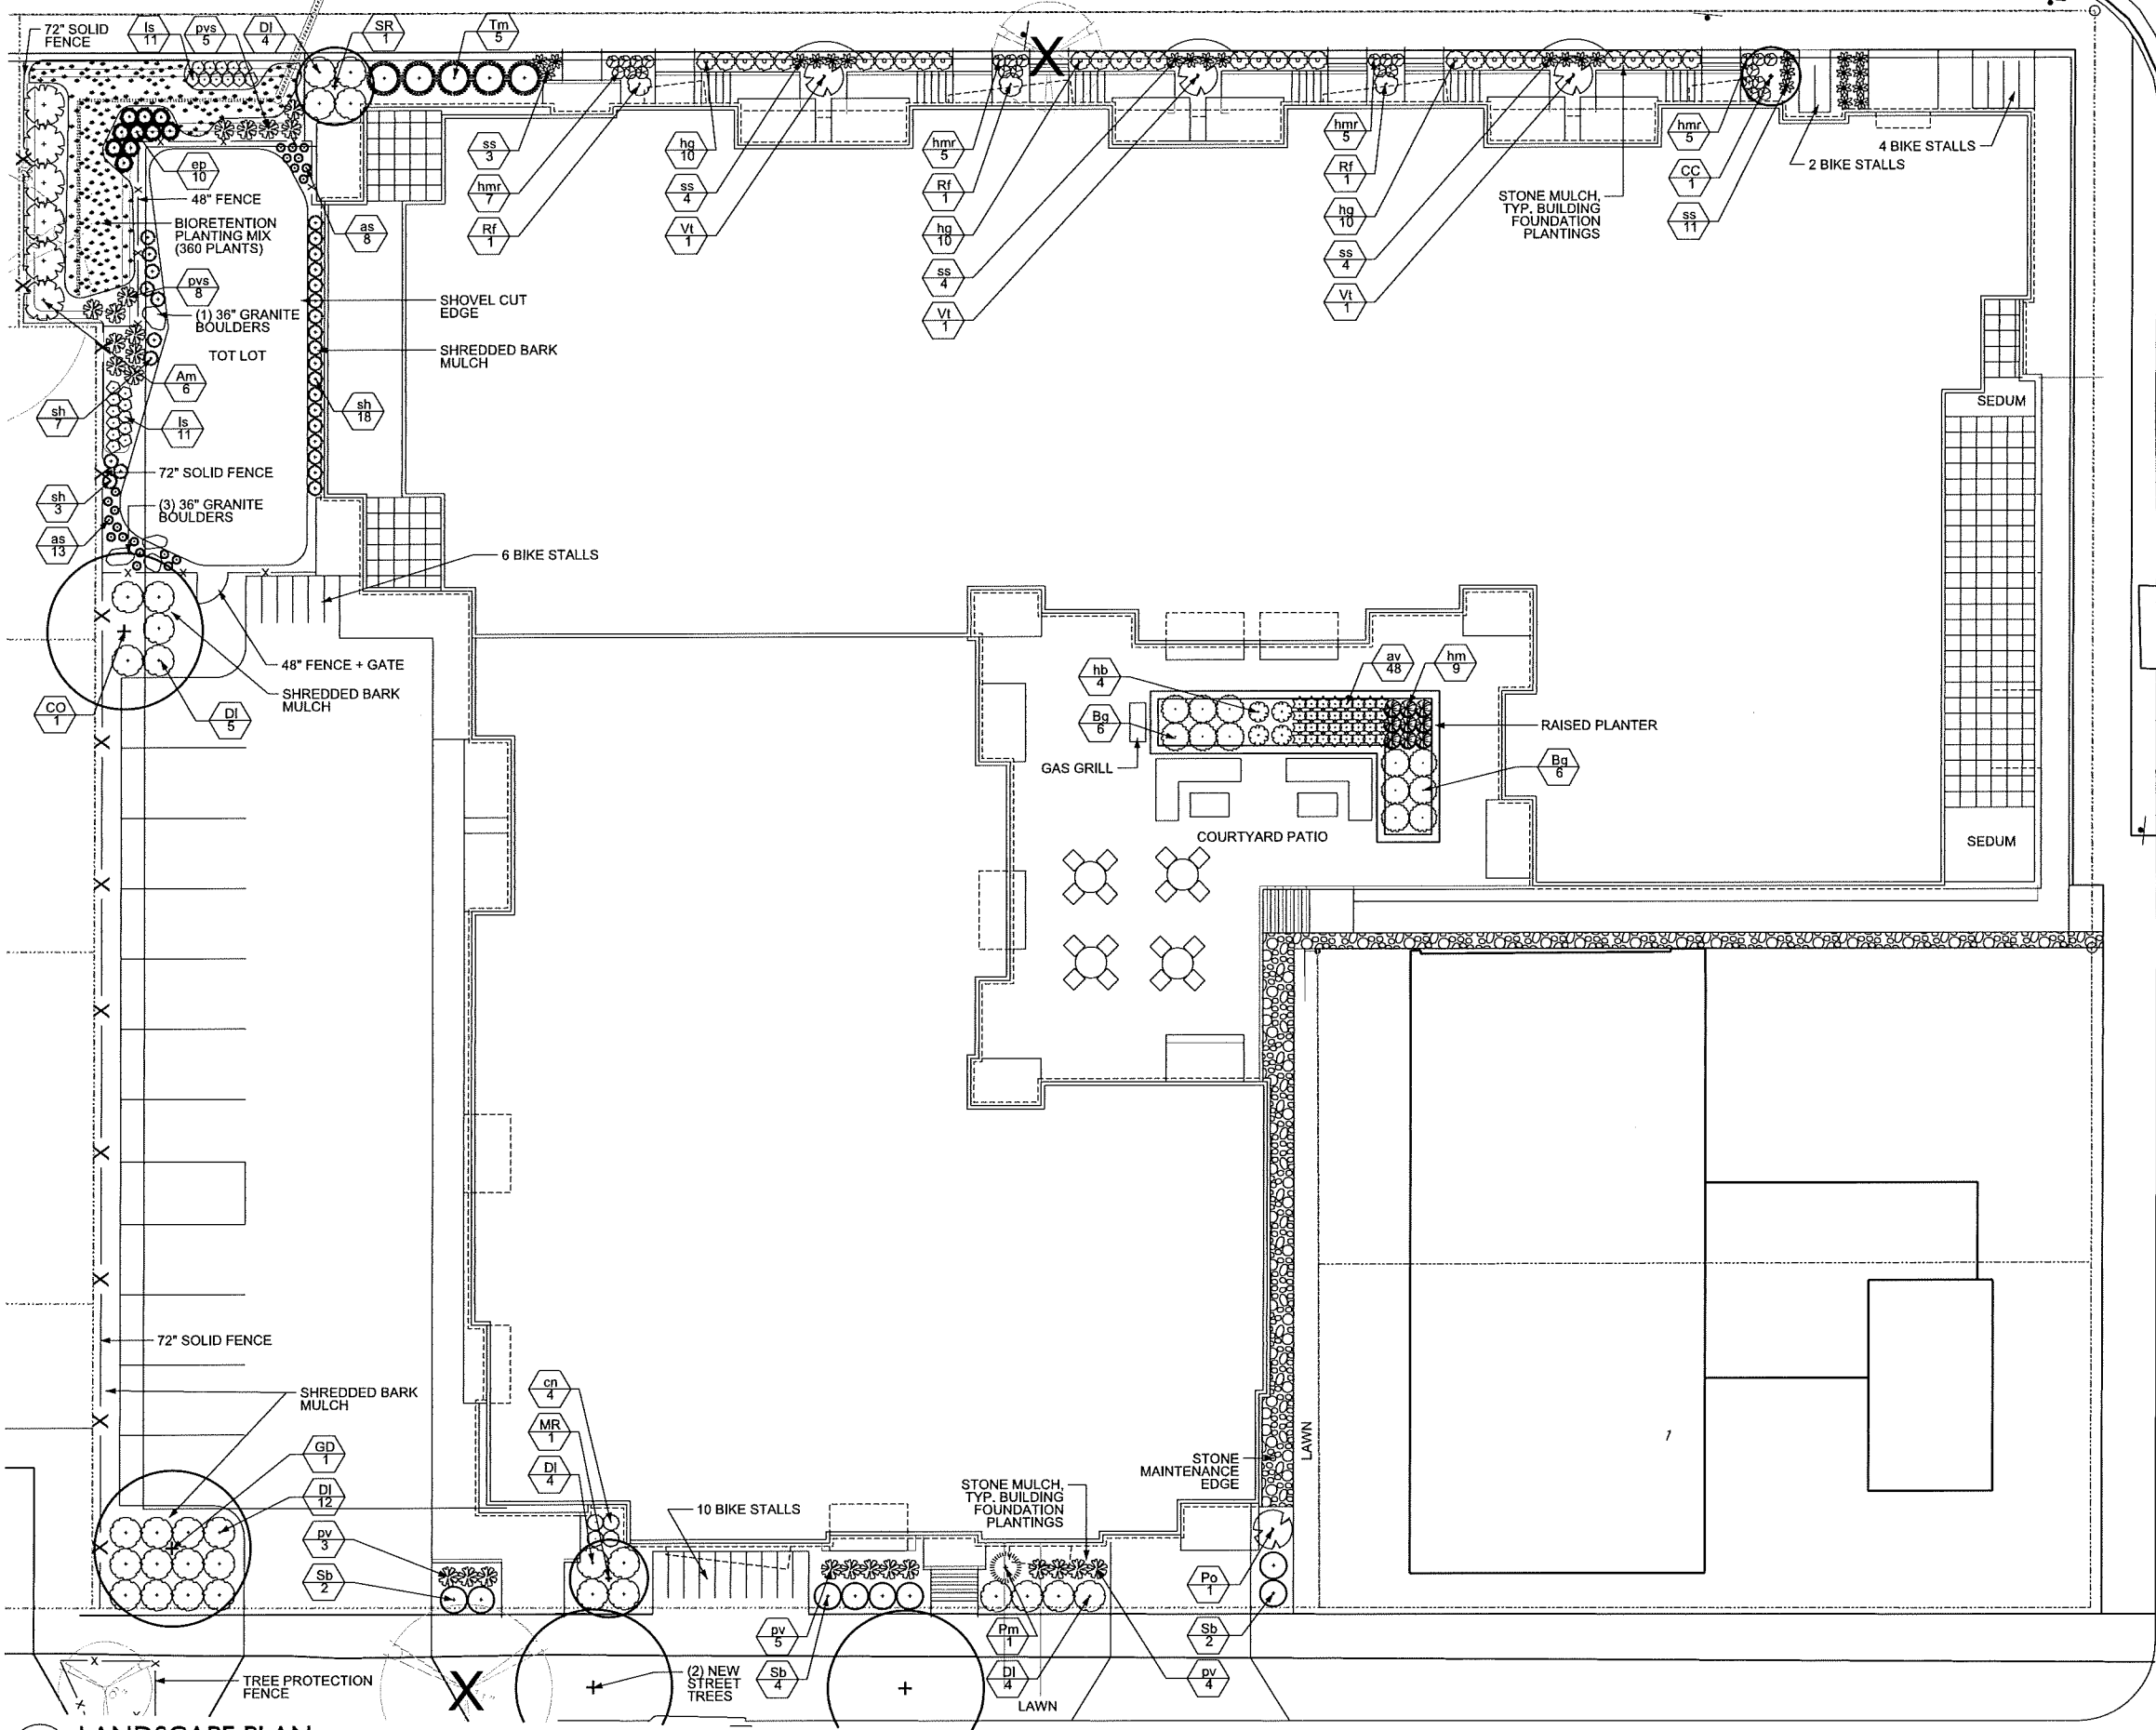 72" SOLID
FENCE
ls
11
pvs
5
DI
4
SR
1
Tm
5
ep
10
48" FENCE
BIORETENTION
PLANTING MIX
(360 PLANTS)
pvs
8
(1) 36" GRANITE
BOULDERS
TOT LOT
as
8
SHOVEL CUT
EDGE
SHREDDED BARK
MULCH
Am
6
sh
7
ls
11
sh
18
72" SOLID FENCE
sh
3
(3) 36" GRANITE
BOULDERS
as
13
6 BIKE STALLS
48" FENCE + GATE
SHREDDED BARK
MULCH
CO
1
DI
5
ss
3
hmr
7
Rf
1
hg
10
ss
4
Vt
1
hmr
5
Rf
1
hg
10
ss
4
Vt
1
hmr
5
Rf
1
hg
10
ss
4
Vt
1
STONE MULCH,
TYP. BUILDING
FOUNDATION
PLANTINGS
hmr
5
CC
1
ss
11
2 BIKE STALLS
4 BIKE STALLS
SEDUM
SEDUM
hb
4
Bg
6
av
48
hm
9
RAISED PLANTER
GAS GRILL
Bg
6
COURTYARD PATIO
72" SOLID FENCE
SHREDDED BARK
MULCH
GD
1
DI
12
pv
3
Sb
2
cn
4
MR
1
DI
4
10 BIKE STALLS
STONE MULCH,
TYP. BUILDING
FOUNDATION
PLANTINGS
STONE
MAINTENANCE
EDGE
LAWN
1
Po
1
Sb
2
pv
5
Sb
4
Pm
1
DI
4
pv
4
LAWN
(2) NEW
STREET
TREES
TREE PROTECTION
FENCE
LANDSCAPE PLAN